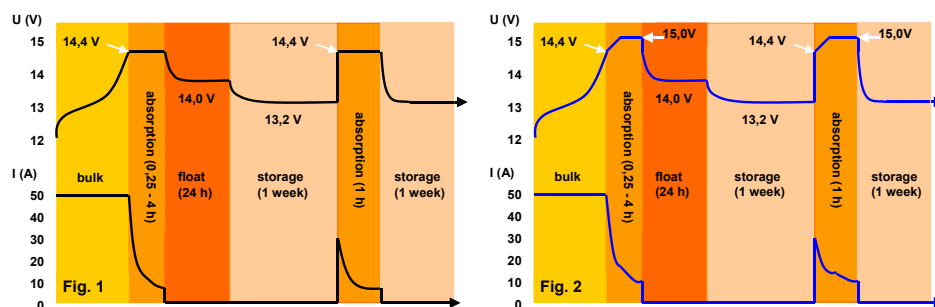 U (V)
15
14
13
12
14,4 V
14,0 V
13,2 V
14,4 V
bulk
absorption (0,25 - 4 h)
float
(24 h)
storage
(1 week)
absorption (1 h)
storage
(1 week)
I (A)
50
40
30
20
10
0
Fig. 1
U (V)
15
14
13
12
14,4 V
15,0V
14,0 V
13,2 V
14,4 V
15,0V
bulk
absorption (0,25 - 4 h)
float
(24 h)
storage
(1 week)
absorption (1 h)
storage
(1 week)
I (A)
50
40
30
20
10
0
Fig. 2